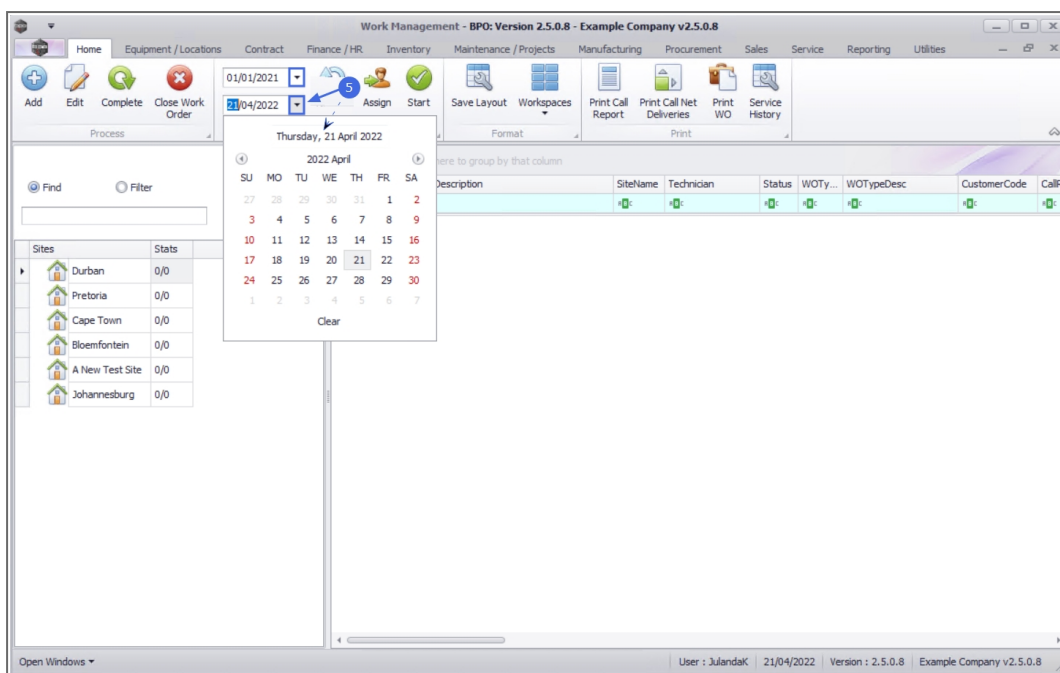 Work Management - BPO: Version 2.5.0.8 - Example Company v2.5.0.8
Home Equipment / Locations Contract Finance / HR Inventory Maintenance / Projects Manufacturing Procurement Sales Service Reporting Utilities
01/01/2021
21/04/2022
5
Add Edit Complete Close Work Order Assign Start Save Layout Workspaces Print Call Report Print Call Net Deliveries Print WO Service History
Process Format Print
Thursday, 21 April 2022
2022 April
SU MO TU WE TH FR SA
27 28 29 30 31 1 2
3 4 5 6 7 8 9
10 11 12 13 14 15 16
17 18 19 20 21 22 23
24 25 26 27 28 29 30
1 2 3 4 5 6 7
Clear
here to group by that column
Find Filter
Description SiteName Technician Status WOTy... WOTypeDesc CustomerCode
Sites Stats
Durban 0/0
Pretoria 0/0
Cape Town 0/0
Bloemfontein 0/0
A New Test Site 0/0
Johannesburg 0/0
Open Windows User : JulandaK 21/04/2022 Version : 2.5.0.8 Example Company v2.5.0.8